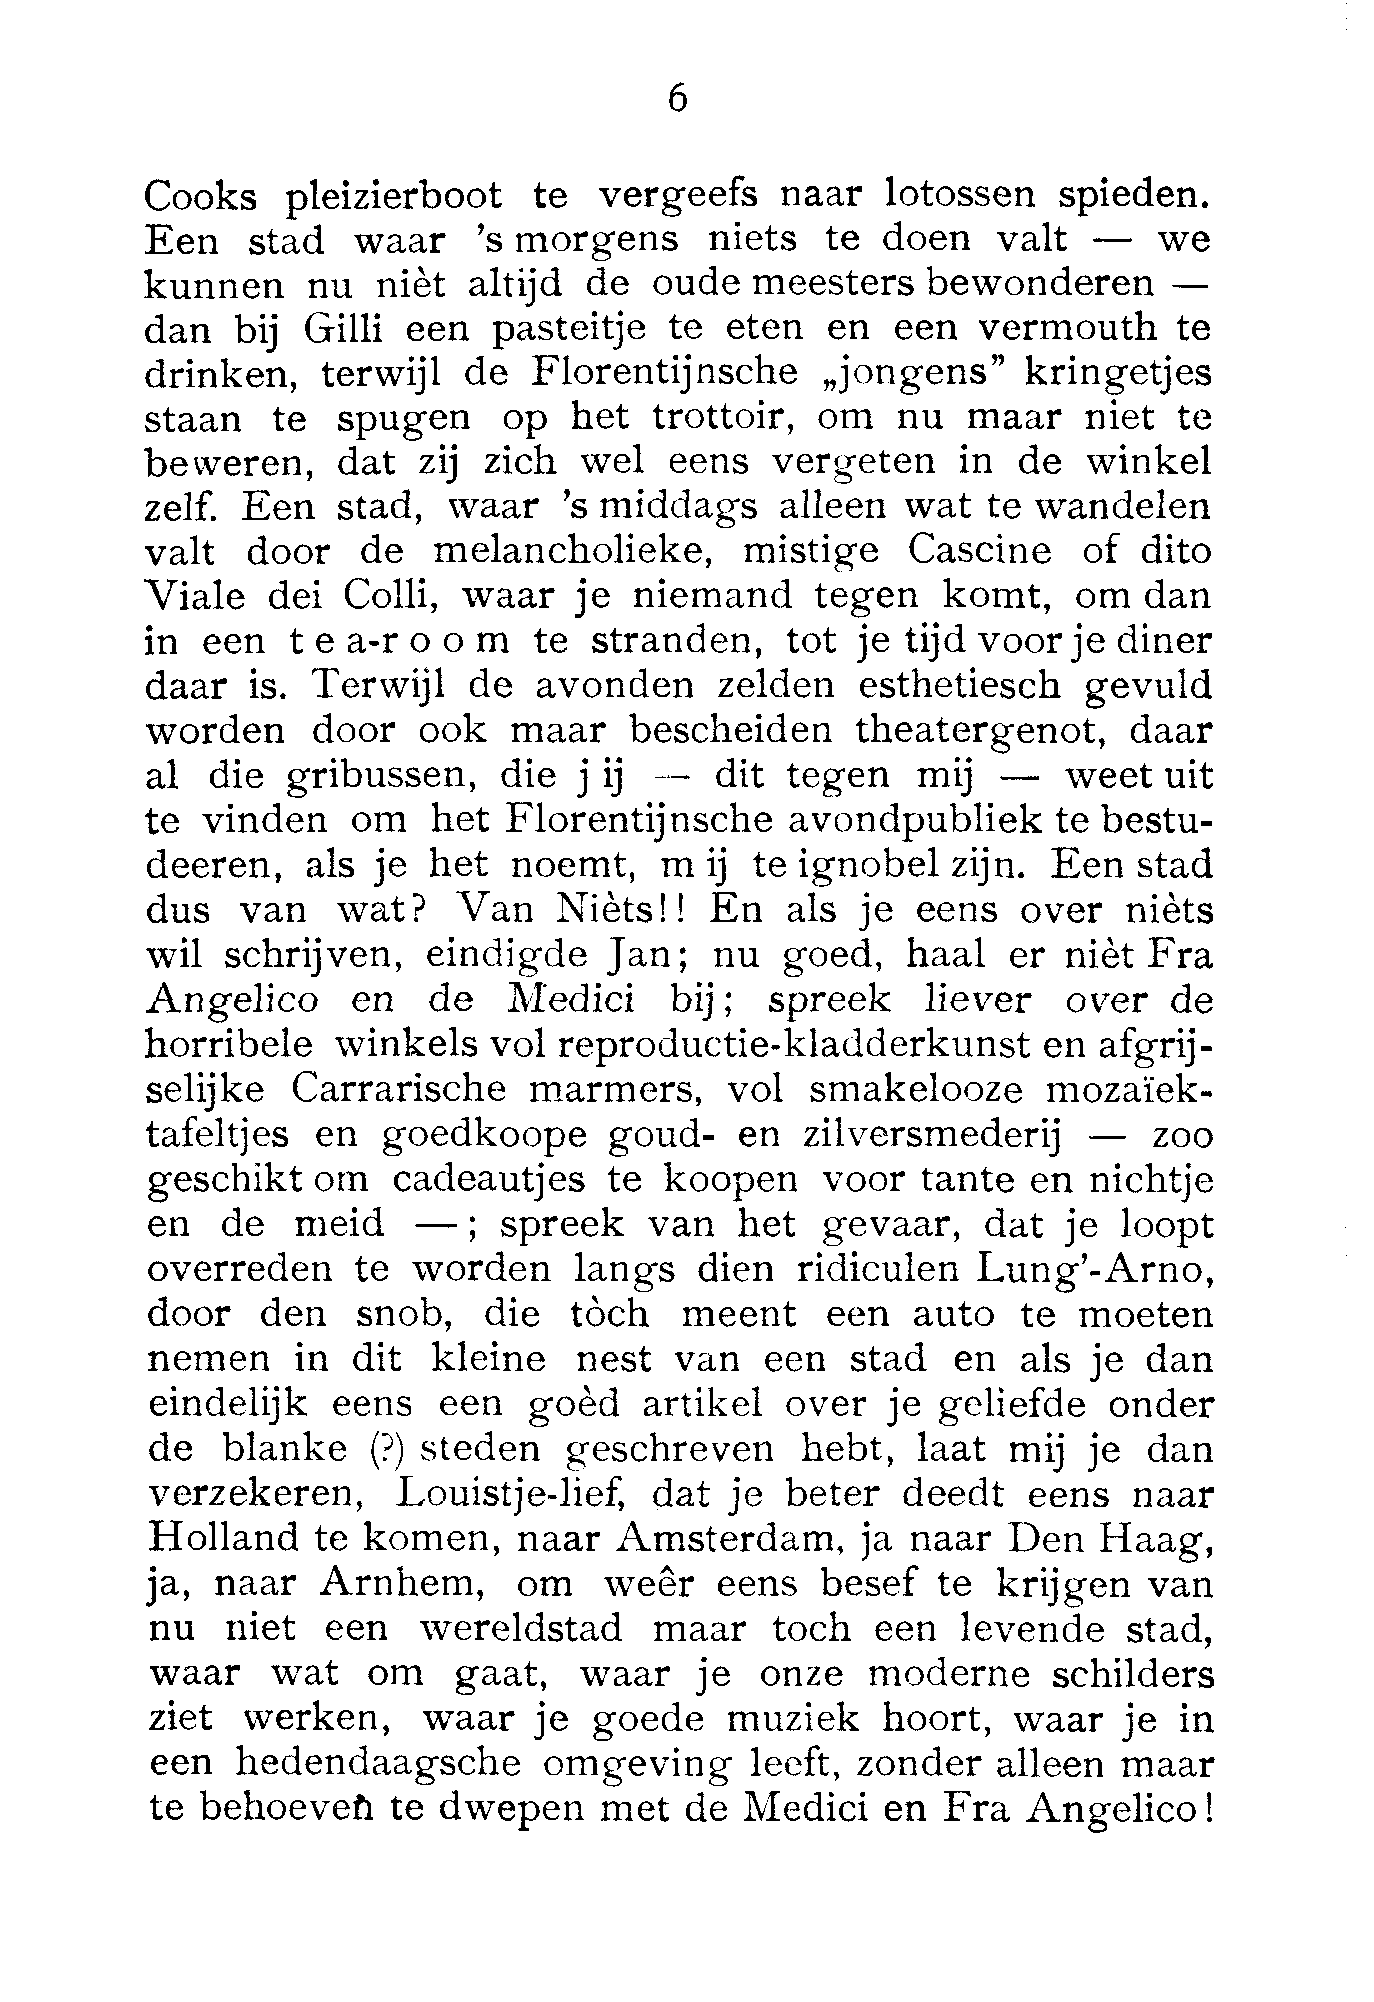 6
Cooks pleizierboot te vergeefs naar lotossen spieden.
Een stad waar 's morgens niets te doen valt — we
kunnen nu nièt altijd de oude meesters bewonderen —
dan bij Gilli een pasteitje te eten en een vermouth te
drinken, terwijl de Florentijnsche „jongens” kringetjes
staan te spugen op het trottoir, om nu maar niet te
beweren, dat zij zich wel eens vergeten in de winkel
zelf. Een stad, waar 's middags alleen wat te wandelen
valt door de melancholieke, mistige Cascine of dito
Viale dei Colli, waar je niemand tegen komt, om dan
in een t e a-r o o m te stranden, tot je tijd voor je diner
daar is. Terwijl de avonden zelden esthetiesch gevuld
worden door ook maar bescheiden theatergenot, daar
al die gribussen, die j ij — dit tegen mij — weet uit
te vinden om het Florentijnsche avondpubliek te bestu-
deeren, als je het noemt, m ij te ignobel zijn. Een stad
dus van wat? Van Nièts!! En als je eens over nièts
wil schrijven, eindigde Jan; nu goed, haal er nièt Fra
Angelico en de Medici bij; spreek liever over de
horribele winkels vol reproductie-kladderkunst en afgrij-
selijke Carrarische marmers, vol smakelooze mozaïek-
tafeltjes en goedkoope goud- en zilversmederij — zoo
geschikt om cadeautjes te koopen voor tante en nichtje
en de meid — ; spreek van het gevaar, dat je loopt
overreden te worden langs dien ridiculen Lung'-Arno,
door den snob, die tòch meent een auto te moeten
nemen in dit kleine nest van een stad en als je dan
eindelijk eens een goèd artikel over je geliefde onder
de blanke (?) steden geschreven hebt, laat mij je dan
verzekeren, Louistje-lief, dat je beter deedt eens naar
Holland te komen, naar Amsterdam, ja naar Den Haag,
ja, naar Arnhem, om weêr eens besef te krijgen van
nu niet een wereldstad maar toch een levende stad,
waar wat om gaat, waar je onze moderne schilders
ziet werken, waar je goede muziek hoort, waar je in
een hedendaagsche omgeving leeft, zonder alleen maar
te behoeven te dwepen met de Medici en Fra Angelico!